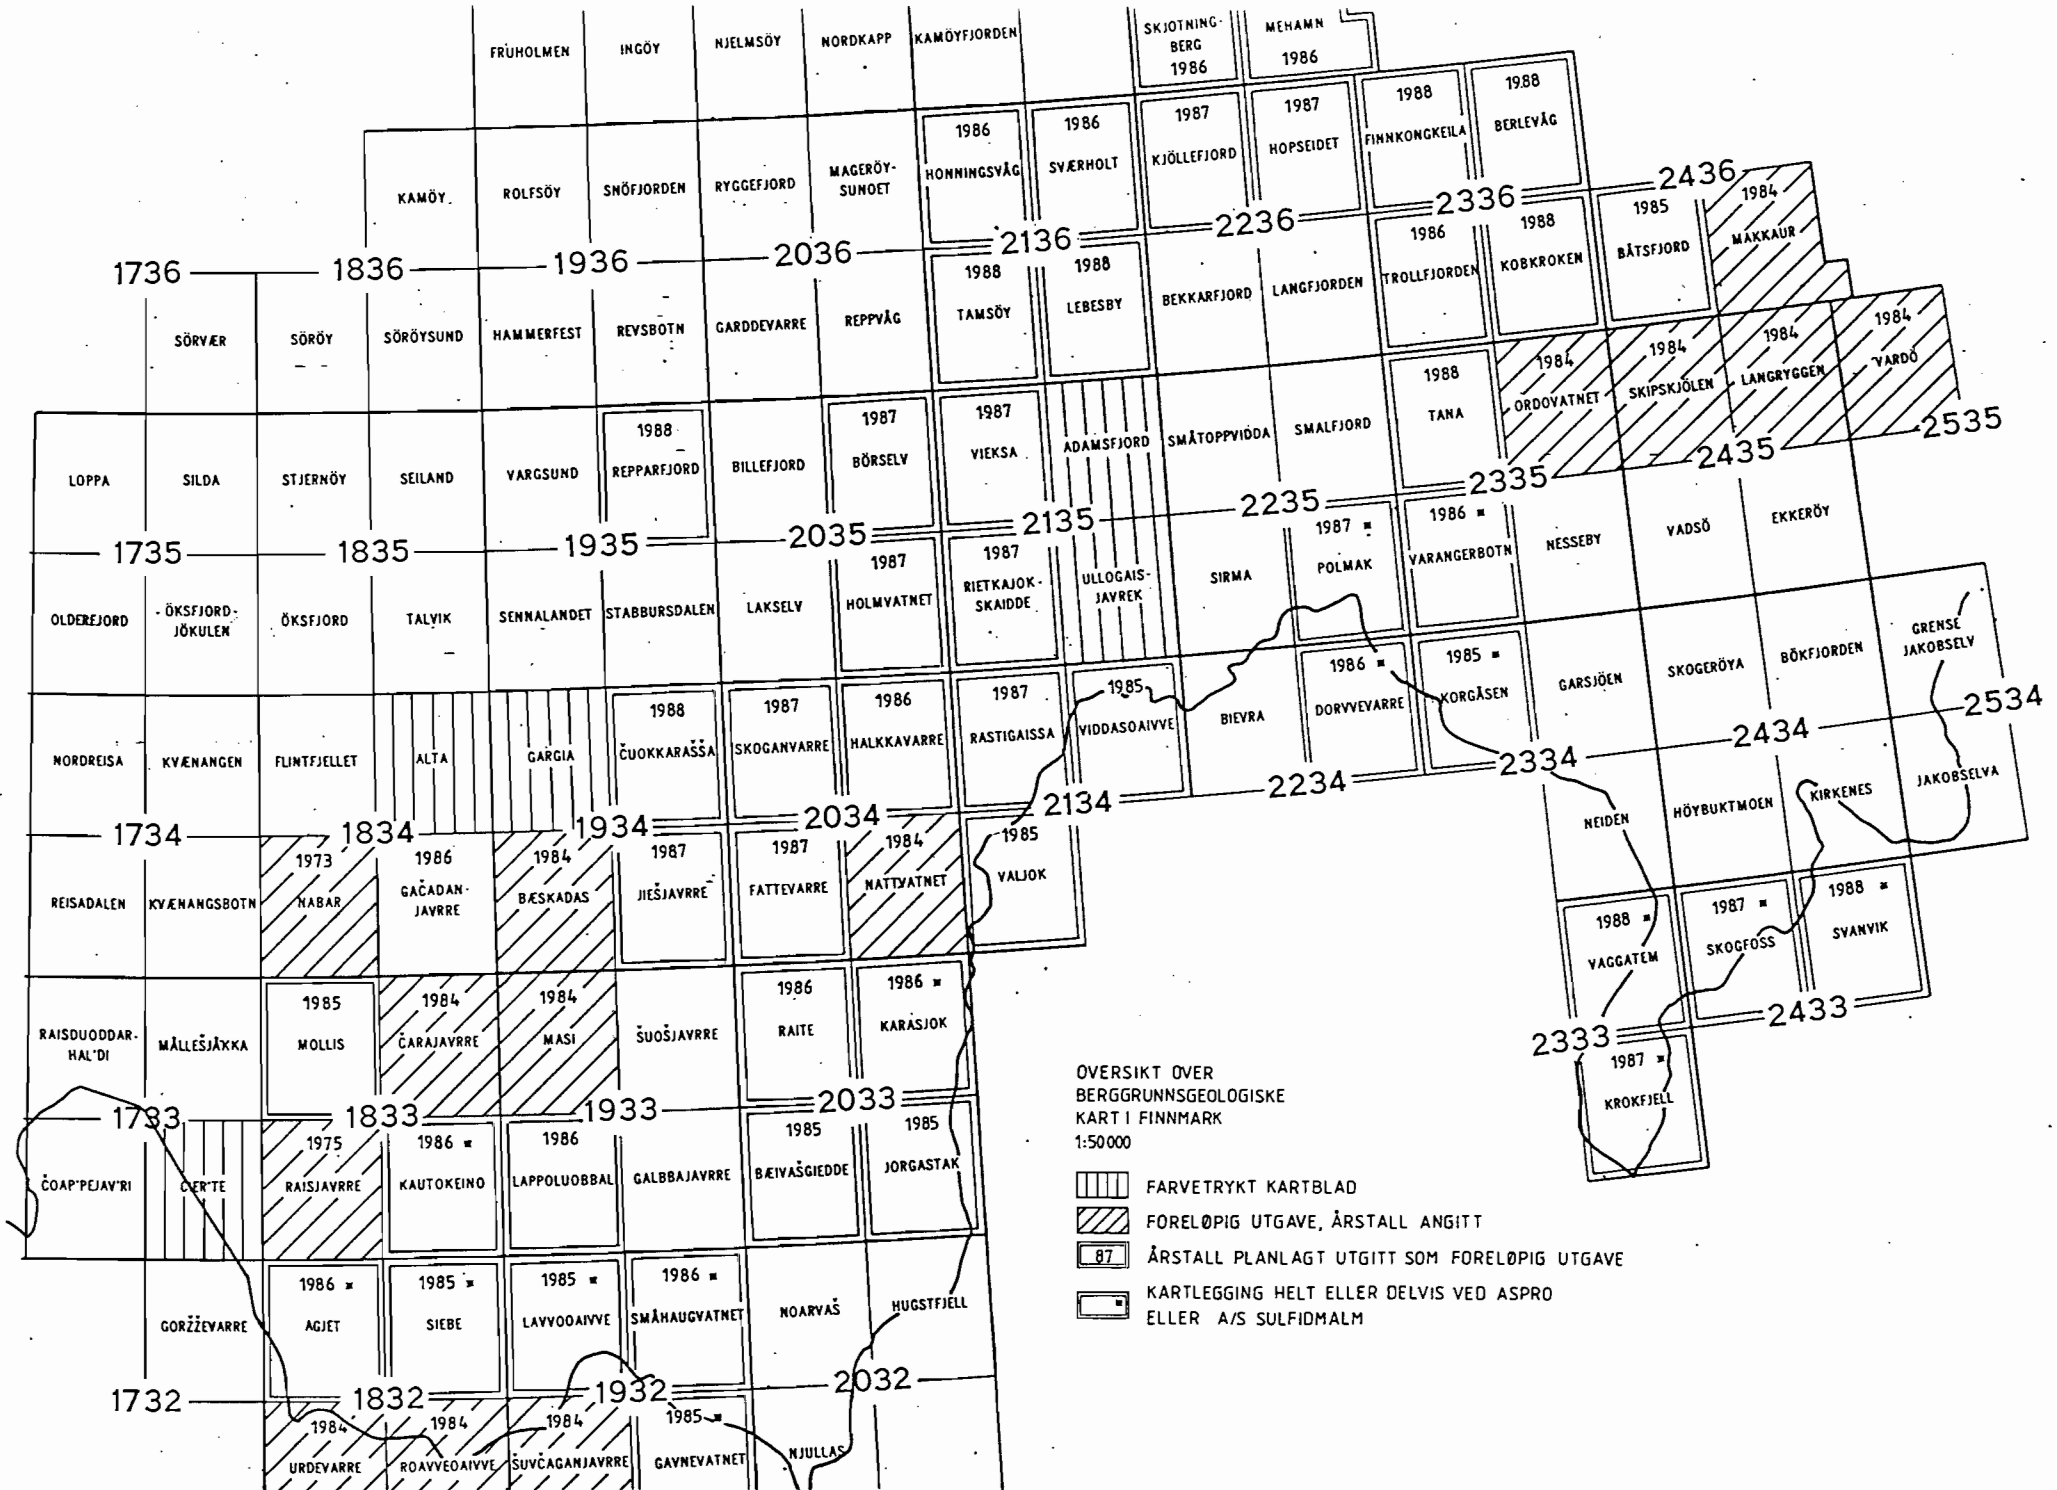 FRUHOLMEN
INGÖY
NJELMSÖY
NORDKAPP
KAMÖYFJORDEN
SKJOTNING-
BERG
1986
MEHAMN
1986
KAMÖY
ROLFSÖY
SNÖFJORDEN
RYGGEFJORD
MAGERÖY-
SUNOET
1986
HONNINGSVÅG
1986
SVÆRHOLT
1987
KJÖLLEFJORD
1987
HOPSEIDET
1988
FINNKONGKEILA
1988
BERLEVÅG
1736
1836
1936
2036
2136
2236
2336
2436
SÖRVÆR
SÖRÖY
SÖRÖYSUND
HAMMERFEST
REVSBOTN
GARDDEVARRE
REPPVÅG
1988
TAMSÖY
1988
LEBESBY
BEKKARFJORD
LANGFJORDEN
1986
TROLLFJORDEN
1988
KOBKROKEN
1985
BÅTSFJORD
1984
MAKKAUR
LOPPA
SILDA
STJERNÖY
SEILAND
VARGSUND
1988
REPPARFJORD
BILLEFJORD
1987
BÖRSELV
1987
VIEKSA
ADAMSFJORD
SMÅTOPPVIDDA
SMALFJORD
1988
TANA
1984
ORDOVATNET
1984
SKIPSKJÖLEN
1984
LANGRYGGEN
1984
VARDÖ
1735
1835
1935
2035
2135
2235
2335
2435
2535
OLDEREJORD
ÖKSFJORD-
JÖKULEN
ÖKSFJORD
TALVIK
SENNALANDET
STABBURSDALEN
LAKSELV
1987
HOLMVATNET
1987
RIETKAJOK-
SKAIDDE
ULLOGAIS-
JAVREK
SIRMA
1987
POLMAK
1986
VARANGERBOTN
NESSEBY
VADSÖ
EKKERÖY
NORDREISA
KVÆNANGEN
FLINTFJELLET
ALTA
GARGIA
1988
ČUOKKARAŠŠA
1987
SKOGANVARRE
1986
HALKKAVARRE
1987
RASTIGAISSA
1985
VIDDASOAIVVE
BIEVRA
1986
DORVVEVARRE
1985
KORGÅSEN
GARSJÖEN
SKOGERÖYA
BÖKFJORDEN
GRENSE
JAKOBSELV
1734
1834
1934
2034
2134
2234
2334
2434
2534
REISADALEN
KVÆNANGSBOTN
1973
NABAR
1986
GAČADAN-
JAVRRE
1984
BÆSKADAS
1987
JIEŠJAVRRE
1987
FATTEVARRE
1984
NATTVATNET
1985
VALJOK
NEIDEN
HÖYBUKTMOEN
KIRKENES
JAKOBSELVA
RAISDUODDAR-
HAL'DI
MÅLLEŠJÅKKA
1985
MOLLIS
1984
ČARAJAVRRE
1984
MASI
ŠUOŠJAVRRE
1986
RAITE
1986
KARASJOK
1988
VAGGATEM
1987
SKOGFOSS
1988
SVANVIK
1733
1833
1933
2033
2333
2433
ČOAP'PEJAV'RI
CIER'TE
1975
RAISJAVRRE
1986
KAUTOKEINO
1986
LAPPOLUOBBAL
GALBBAJAVRRE
1985
BÆIVAŠGIEDDE
1985
JORGASTAK
1987
KROKFJELL
GORŽŽEVARRE
1986
AGJET
1985
SIEBE
1985
LAVVOOAIVVE
1986
SMÅHAUGVATNET
NOARVAŠ
HUGSTFJELL
1732
1832
1932
2032
1984
URDEVARRE
1984
ROAVVEOAIVVE
1984
ŠUVČAGANJAVRRE
1985
GAVNEVATNET
NJULLAS
OVERSIKT OVER
BERGGRUNNSGEOLOGISKE
KART I FINNMARK
1:50000
FARVETRYKT KARTBLAD
FORELØPIG UTGAVE, ÅRSTALL ANGITT
87 ÅRSTALL PLANLAGT UTGITT SOM FORELØPIG UTGAVE
KARTLEGGING HELT ELLER DELVIS VED ASPRO
ELLER A/S SULFIDMALM